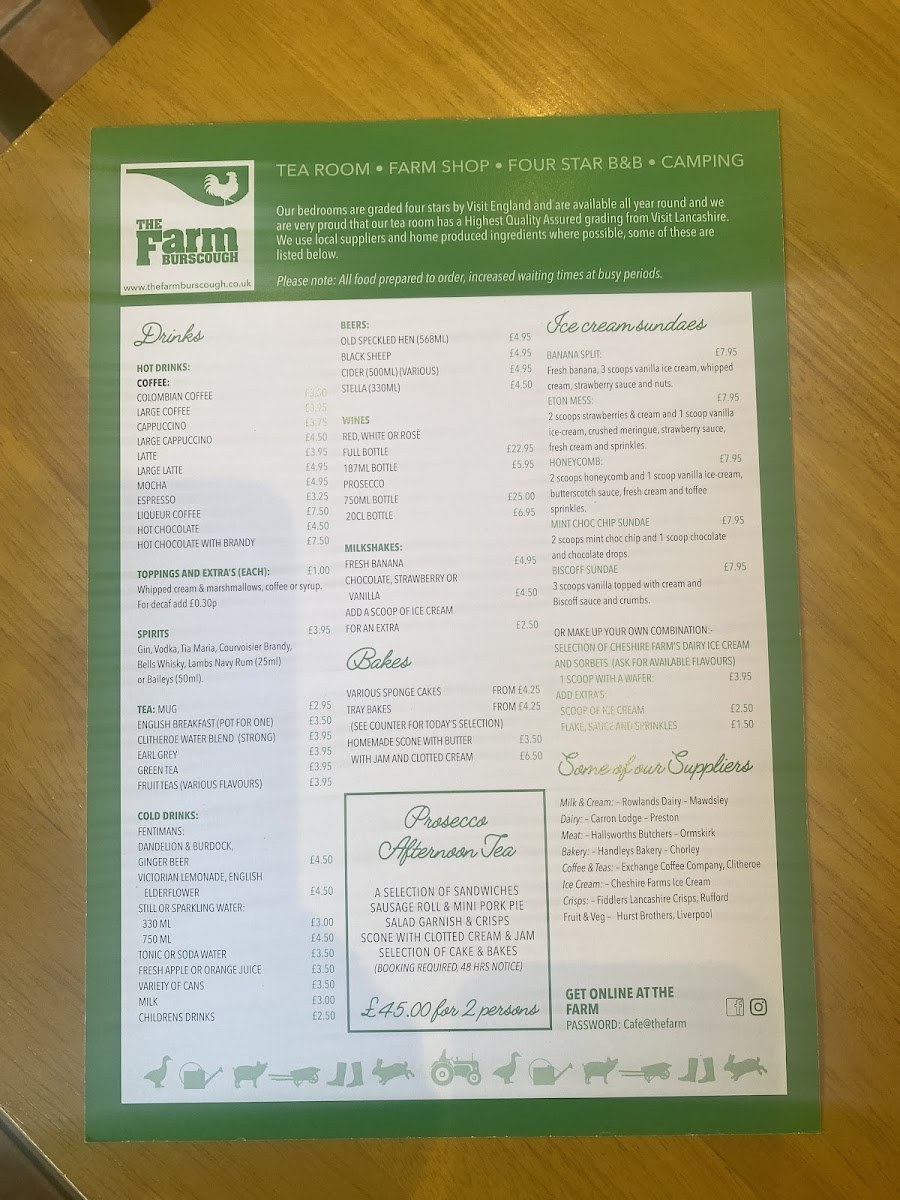 THE
Farm
BURSCOUGH
www.thefarmburscough.co.uk
TEA ROOM • FARM SHOP • FOUR STAR B&B • CAMPING
Our bedrooms are graded four stars by Visit England and are available all year round and we
are very proud that our tea room has a Highest Quality Assured grading from Visit Lancashire.
We use local suppliers and home produced ingredients where possible, some of these are
listed below.
Please note: All food prepared to order, increased waiting times at busy periods.
Drinks
HOT DRINKS:
COFFEE:
COLOMBIAN COFFEE
LARGE COFFEE £3.95
CAPPUCCINO £3.75
LARGE CAPPUCCINO £4.50
LATTE £3.95
LARGE LATTE £4.95
MOCHA £4.95
ESPRESSO £3.25
LIQUEUR COFFEE £7.50
HOT CHOCOLATE £4.50
HOT CHOCOLATE WITH BRANDY £7.50
TOPPINGS AND EXTRA'S (EACH): £1.00
Whipped cream & marshmallows, coffee or syrup.
For decaf add £0.30p
SPIRITS £3.95
Gin, Vodka, Tia Maria, Courvoisier Brandy,
Bells Whisky, Lambs Navy Rum (25ml)
or Baileys (50ml).
TEA: MUG £2.95
ENGLISH BREAKFAST (POT FOR ONE) £3.50
CLITHEROE WATER BLEND (STRONG) £3.95
EARL GREY £3.95
GREEN TEA £3.95
FRUIT TEAS (VARIOUS FLAVOURS) £3.95
COLD DRINKS:
FENTIMANS:
DANDELION & BURDOCK,
GINGER BEER £4.50
VICTORIAN LEMONADE, ENGLISH
ELDERFLOWER £4.50
STILL OR SPARKLING WATER:
330 ML £3.00
750 ML £4.50
TONIC OR SODA WATER £3.50
FRESH APPLE OR ORANGE JUICE £3.50
VARIETY OF CANS £3.50
MILK £3.00
CHILDRENS DRINKS £2.50
BEERS:
OLD SPECKLED HEN (568ML) £4.95
BLACK SHEEP £4.95
CIDER (500ML) (VARIOUS) £4.95
STELLA (330ML) £4.50
WINES
RED, WHITE OR ROSÉ
FULL BOTTLE £22.95
187ML BOTTLE £5.95
PROSECCO
750ML BOTTLE £25.00
20CL BOTTLE £6.95
MILKSHAKES:
FRESH BANANA £4.95
CHOCOLATE, STRAWBERRY OR
VANILLA £4.50
ADD A SCOOP OF ICE CREAM
FOR AN EXTRA £2.50
Bakes
VARIOUS SPONGE CAKES FROM £4.25
TRAY BAKES FROM £4.25
(SEE COUNTER FOR TODAY'S SELECTION)
HOMEMADE SCONE WITH BUTTER £3.50
WITH JAM AND CLOTTED CREAM £6.50
Prosecco
Afternoon Tea
A SELECTION OF SANDWICHES
SAUSAGE ROLL & MINI PORK PIE
SALAD GARNISH & CRISPS
SCONE WITH CLOTTED CREAM & JAM
SELECTION OF CAKE & BAKES
(BOOKING REQUIRED, 48 HRS NOTICE)
£45.00 for 2 persons
Ice cream sundaes
BANANA SPLIT: £7.95
Fresh banana, 3 scoops vanilla ice cream, whipped
cream, strawberry sauce and nuts.
ETON MESS: £7.95
2 scoops strawberries & cream and 1 scoop vanilla
ice-cream, crushed meringue, strawberry sauce,
fresh cream and sprinkles.
HONEYCOMB: £7.95
2 scoops honeycomb and 1 scoop vanilla ice-cream,
butterscotch sauce, fresh cream and toffee
sprinkles.
MINT CHOC CHIP SUNDAE £7.95
2 scoops mint choc chip and 1 scoop chocolate
and chocolate drops.
BISCOFF SUNDAE £7.95
3 scoops vanilla topped with cream and
Biscoff sauce and crumbs.
OR MAKE UP YOUR OWN COMBINATION:-
SELECTION OF CHESHIRE FARM'S DAIRY ICE CREAM
AND SORBETS (ASK FOR AVAILABLE FLAVOURS)
1 SCOOP WITH A WAFER: £3.95
ADD EXTRA'S:
SCOOP OF ICE CREAM £2.50
FLAKE, SAUCE AND SPRINKLES £1.50
Some of our Suppliers
Milk & Cream: – Rowlands Dairy – Mawdsley
Dairy: – Carron Lodge – Preston
Meat: – Hallsworths Butchers – Ormskirk
Bakery: – Handleys Bakery – Chorley
Coffee & Teas: – Exchange Coffee Company, Clitheroe
Ice Cream: – Cheshire Farms Ice Cream
Crisps: – Fiddlers Lancashire Crisps, Rufford
Fruit & Veg – Hurst Brothers, Liverpool
GET ONLINE AT THE
FARM
PASSWORD: Cafe@thefarm